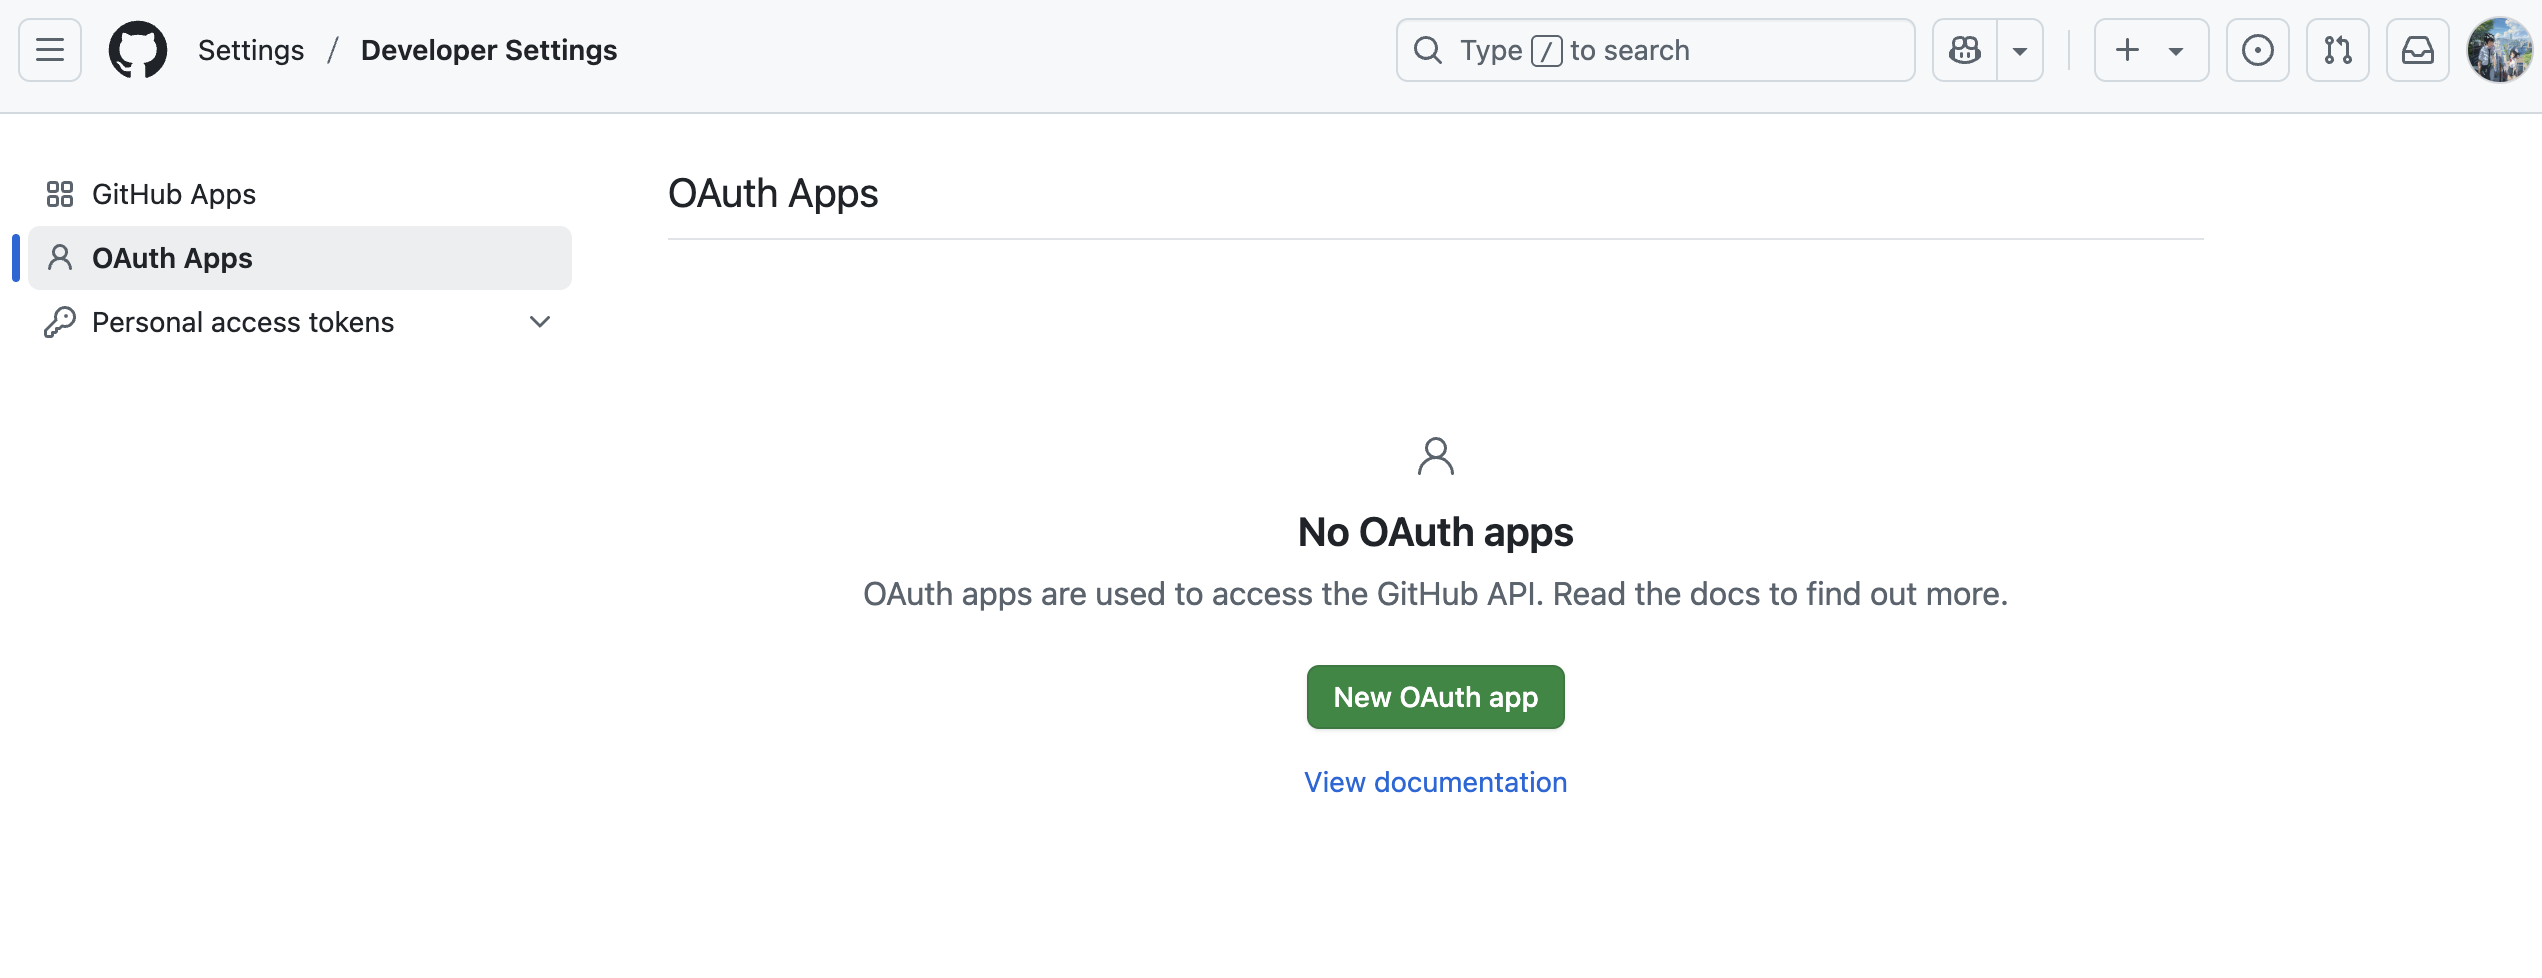 Settings / Developer Settings
Type / to search
GitHub Apps
OAuth Apps
Personal access tokens
OAuth Apps
No OAuth apps
OAuth apps are used to access the GitHub API. Read the docs to find out more.
New OAuth app
View documentation